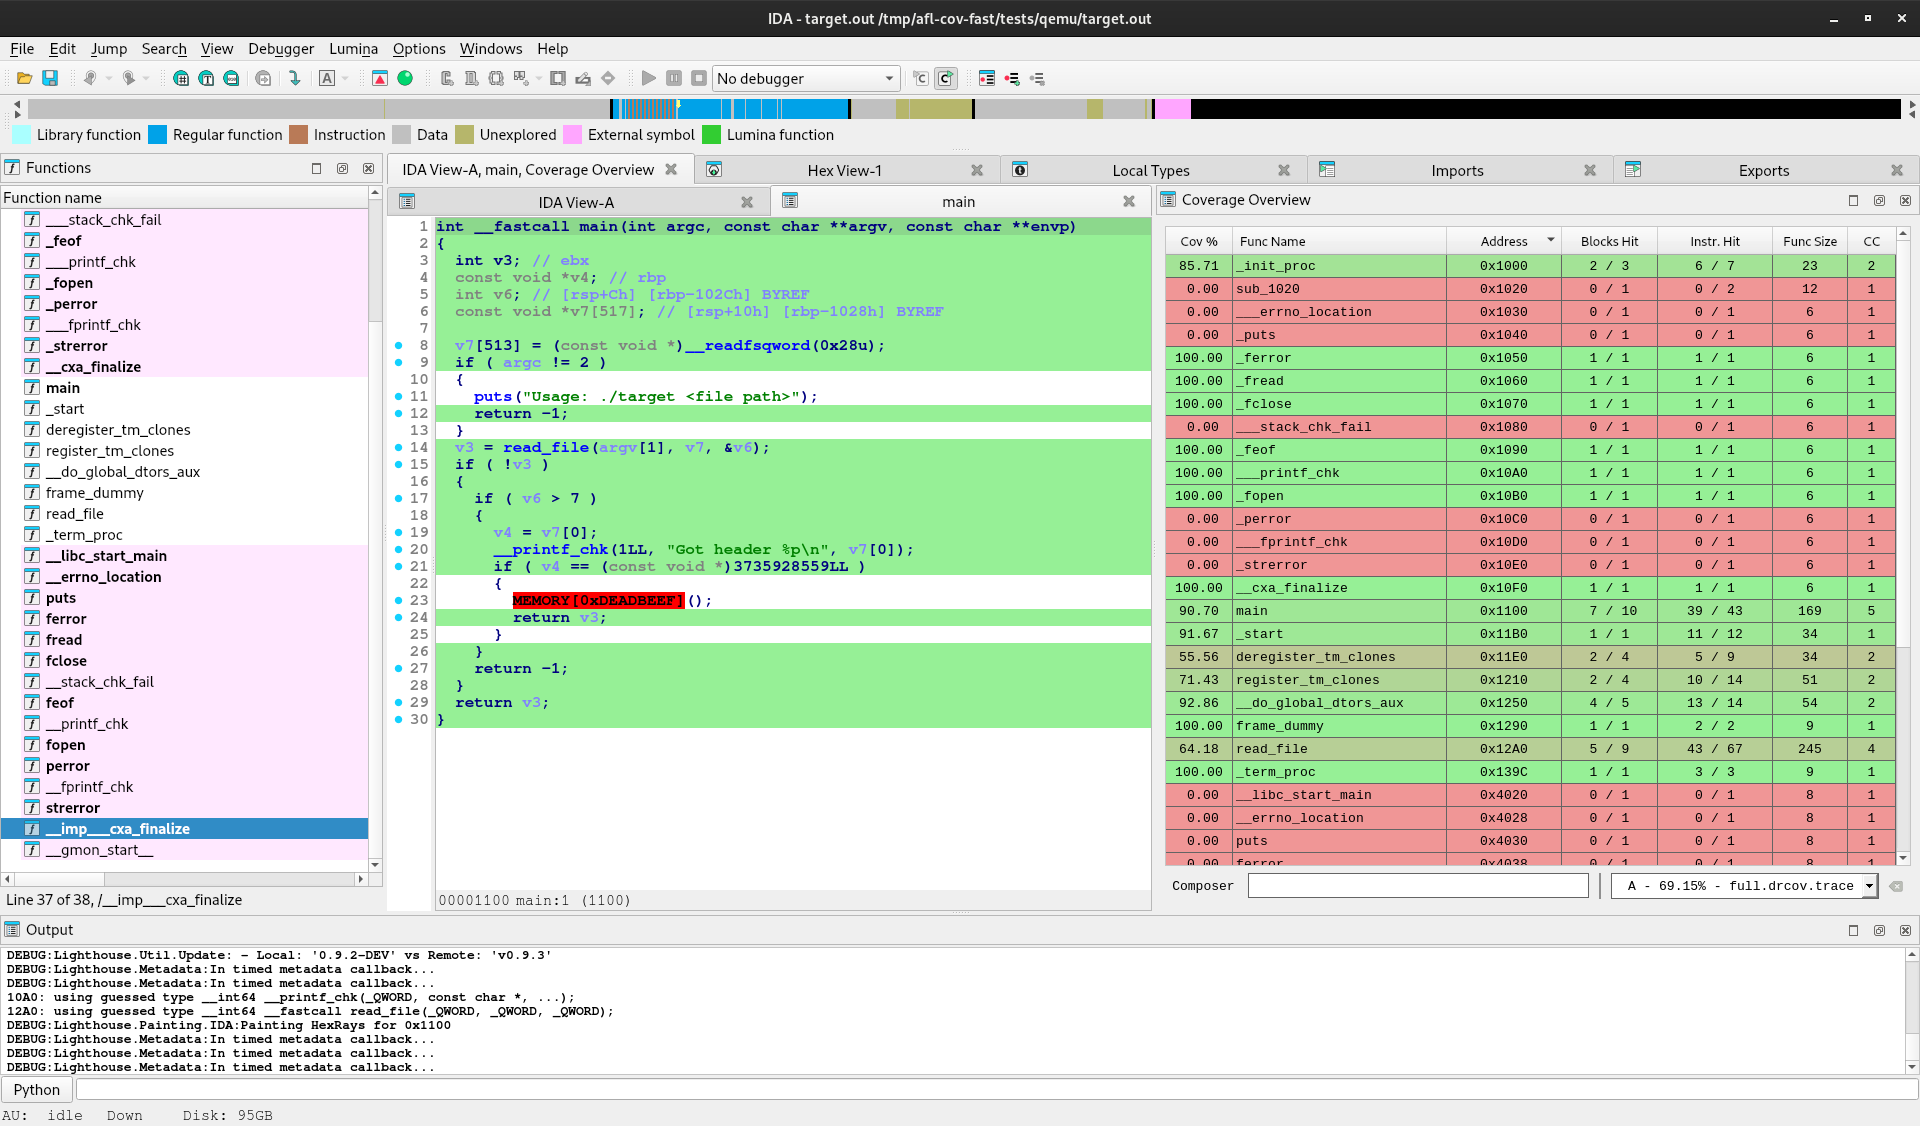 IDA - target.out /tmp/afl-cov-fast/tests/qemu/target.out
File Edit Jump Search View Debugger Lumina Options Windows Help
No debugger
Library function Regular function Instruction Data Unexplored External symbol Lumina function
Functions
Function name
___stack_chk_fail
_feof
___printf_chk
_fopen
_perror
___fprintf_chk
_strerror
__cxa_finalize
main
_start
deregister_tm_clones
register_tm_clones
__do_global_dtors_aux
frame_dummy
read_file
_term_proc
__libc_start_main
__errno_location
puts
ferror
fread
fclose
__stack_chk_fail
feof
__printf_chk
fopen
perror
__fprintf_chk
strerror
__imp___cxa_finalize
__gmon_start__
Line 37 of 38, /__imp___cxa_finalize
IDA View-A, main, Coverage Overview
Hex View-1
Local Types
Imports
Exports
IDA View-A
main
1 int __fastcall main(int argc, const char **argv, const char **envp)
2 {
3 int v3; // ebx
4 const void *v4; // rbp
5 int v6; // [rsp+Ch] [rbp-102Ch] BYREF
6 const void *v7[517]; // [rsp+10h] [rbp-1028h] BYREF
7
8 v7[513] = (const void *)__readfsqword(0x28u);
9 if ( argc != 2 )
10 {
11 puts("Usage: ./target <file path>");
12 return -1;
13 }
14 v3 = read_file(argv[1], v7, &v6);
15 if ( !v3 )
16 {
17 if ( v6 > 7 )
18 {
19 v4 = v7[0];
20 __printf_chk(1LL, "Got header %p\n", v7[0]);
21 if ( v4 == (const void *)3735928559LL )
22 {
23 MEMORY[0xDEADBEEF]();
24 return v3;
25 }
26 }
27 return -1;
28 }
29 return v3;
30 }
00001100 main:1 (1100)
Coverage Overview
Cov % Func Name Address Blocks Hit Instr. Hit Func Size CC
85.71 _init_proc 0x1000 2 / 3 6 / 7 23 2
0.00 sub_1020 0x1020 0 / 1 0 / 2 12 1
0.00 ___errno_location 0x1030 0 / 1 0 / 1 6 1
0.00 _puts 0x1040 0 / 1 0 / 1 6 1
100.00 _ferror 0x1050 1 / 1 1 / 1 6 1
100.00 _fread 0x1060 1 / 1 1 / 1 6 1
100.00 _fclose 0x1070 1 / 1 1 / 1 6 1
0.00 ___stack_chk_fail 0x1080 0 / 1 0 / 1 6 1
100.00 _feof 0x1090 1 / 1 1 / 1 6 1
100.00 ___printf_chk 0x10A0 1 / 1 1 / 1 6 1
100.00 _fopen 0x10B0 1 / 1 1 / 1 6 1
0.00 _perror 0x10C0 0 / 1 0 / 1 6 1
0.00 ___fprintf_chk 0x10D0 0 / 1 0 / 1 6 1
0.00 _strerror 0x10E0 0 / 1 0 / 1 6 1
100.00 __cxa_finalize 0x10F0 1 / 1 1 / 1 6 1
90.70 main 0x1100 7 / 10 39 / 43 169 5
91.67 _start 0x11B0 1 / 1 11 / 12 34 1
55.56 deregister_tm_clones 0x11E0 2 / 4 5 / 9 34 2
71.43 register_tm_clones 0x1210 2 / 4 10 / 14 51 2
92.86 __do_global_dtors_aux 0x1250 4 / 5 13 / 14 54 2
100.00 frame_dummy 0x1290 1 / 1 2 / 2 9 1
64.18 read_file 0x12A0 5 / 9 43 / 67 245 4
100.00 _term_proc 0x139C 1 / 1 3 / 3 9 1
0.00 __libc_start_main 0x4020 0 / 1 0 / 1 8 1
0.00 __errno_location 0x4028 0 / 1 0 / 1 8 1
0.00 puts 0x4030 0 / 1 0 / 1 8 1
0.00 ferror 0x4038 0 / 1 0 / 1 8 1
Composer
A - 69.15% - full.drcov.trace
Output
DEBUG:Lighthouse.Util.Update: - Local: '0.9.2-DEV' vs Remote: 'v0.9.3'
DEBUG:Lighthouse.Metadata:In timed metadata callback...
DEBUG:Lighthouse.Metadata:In timed metadata callback...
10A0: using guessed type __int64 __printf_chk(_QWORD, const char *, ...);
12A0: using guessed type __int64 __fastcall read_file(_QWORD, _QWORD, _QWORD);
DEBUG:Lighthouse.Painting.IDA:Painting HexRays for 0x1100
DEBUG:Lighthouse.Metadata:In timed metadata callback...
DEBUG:Lighthouse.Metadata:In timed metadata callback...
DEBUG:Lighthouse.Metadata:In timed metadata callback...
Python
AU: idle Down Disk: 95GB